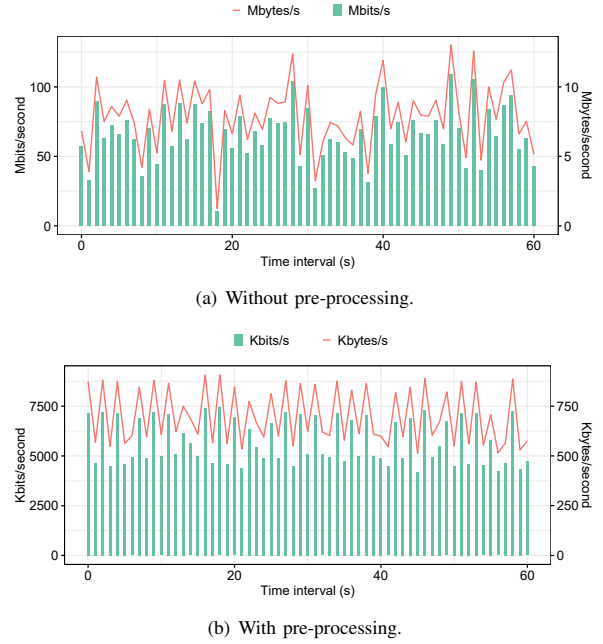 Mbytes/s Mbits/s
100
50
0
10
5
0
Mbits/second
Mbytes/second
0 20 40 60
Time interval (s)
(a) Without pre-processing.
Kbits/s Kbytes/s
7500
5000
2500
0
750
500
250
0
Kbits/second
Kbytes/second
0 20 40 60
Time interval (s)
(b) With pre-processing.